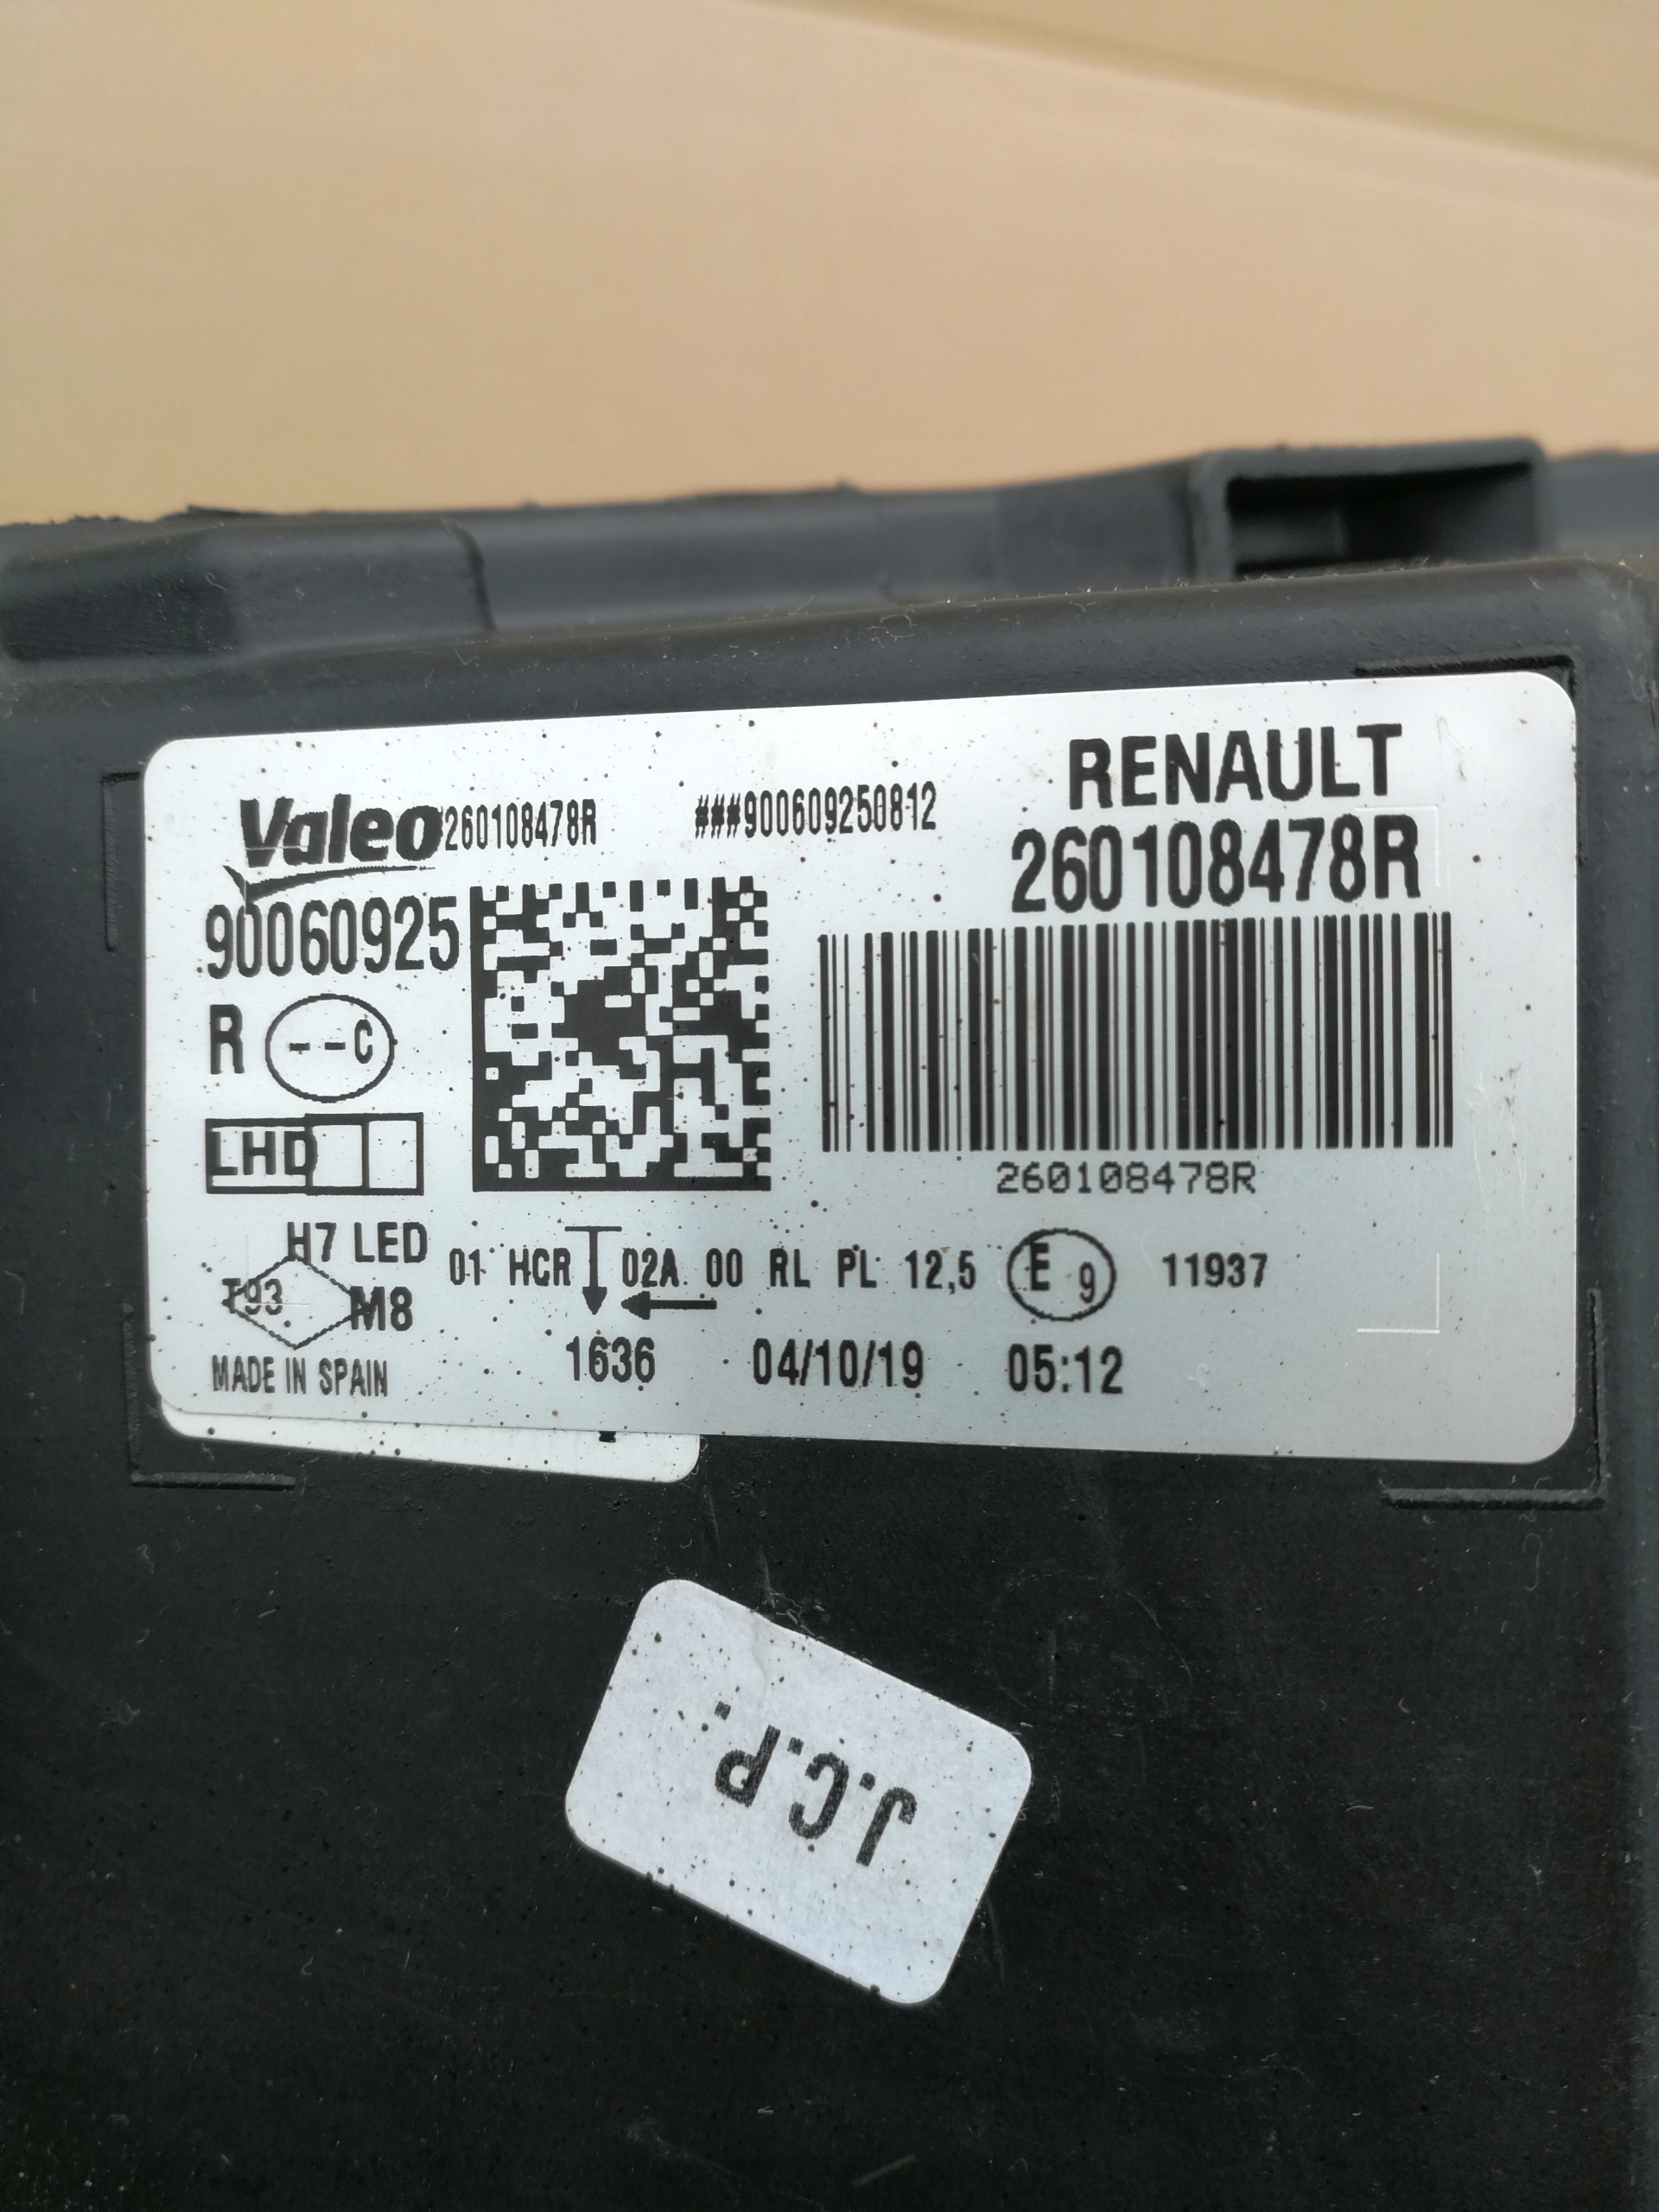 Valeo 260108478R ###900609250812 RENAULT
260108478R
90060925
R --C
LHD
260108478R
H7 LED 01 HCR 02A 00 RL PL 12,5 E 9 11937
T93 M8
MADE IN SPAIN 1636 04/10/19 05:12
J.C.P.